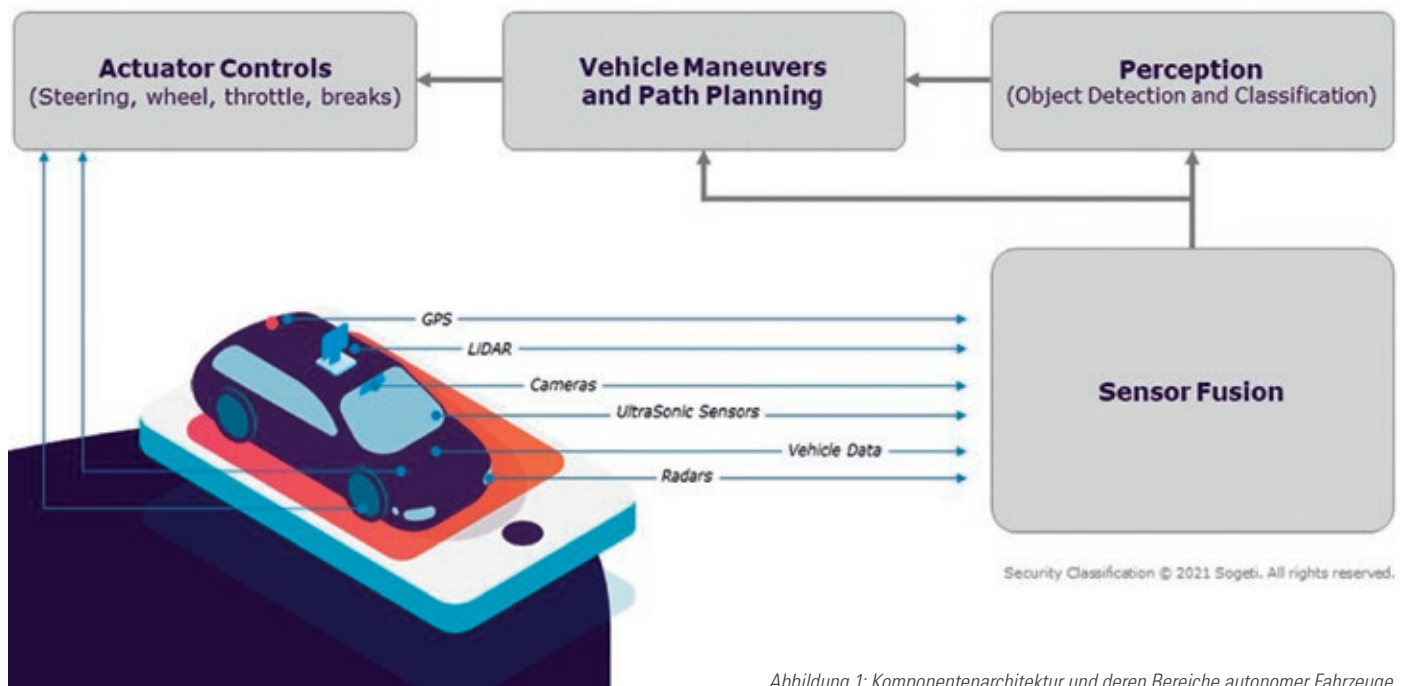 Actuator Controls
(Steering, wheel, throttle, breaks)
Vehicle Maneuvers
and Path Planning
Perception
(Object Detection and Classification)
GPS
LiDAR
Cameras
UltraSonic Sensors
Vehicle Data
Radars
Sensor Fusion
Security Classification © 2021 Sogeti. All rights reserved.
Abbildung 1: Komponentenarchitektur und deren Bereiche autonomer Fahrzeuge